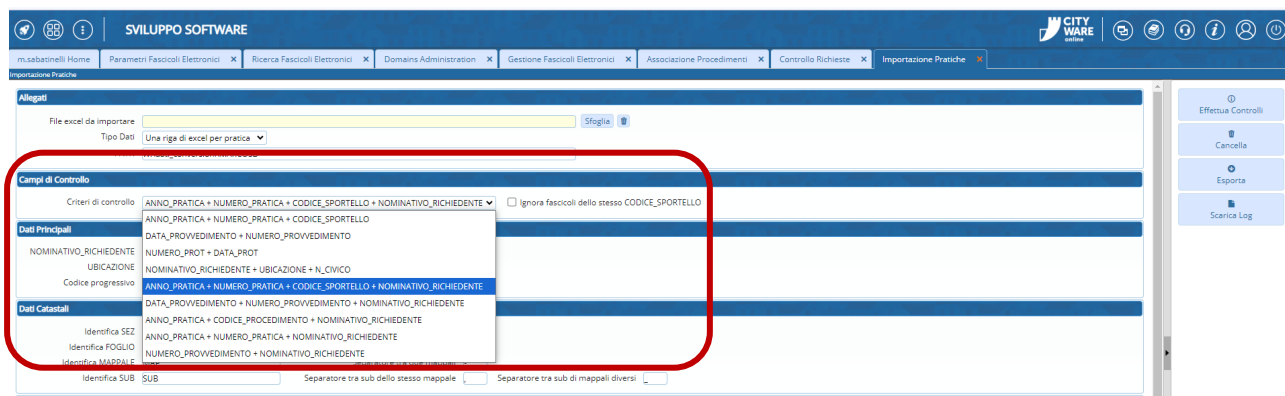 SVILUPPO SOFTWARE
CITY
WARE
online
m.sabatinelli Home Parametri Fascicoli Elettronici Ricerca Fascicoli Elettronici Domains Administration Gestione Fascicoli Elettronici Associazione Procedimenti Controllo Richieste Importazione Pratiche
Importazione Pratiche
Allegati
File excel da importare Sfoglia
Tipo Dati Una riga di excel per pratica
Campi di Controllo
Criteri di controllo ANNO_PRATICA + NUMERO_PRATICA + CODICE_SPORTELLO + NOMINATIVO_RICHIEDENTE Ignora fascicoli dello stesso CODICE_SPORTELLO
ANNO_PRATICA + NUMERO_PRATICA + CODICE_SPORTELLO
DATA_PROVVEDIMENTO + NUMERO_PROVVEDIMENTO
NUMERO_PROT + DATA_PROT
NOMINATIVO_RICHIEDENTE + UBICAZIONE + N_CIVICO
ANNO_PRATICA + NUMERO_PRATICA + CODICE_SPORTELLO + NOMINATIVO_RICHIEDENTE
DATA_PROVVEDIMENTO + NUMERO_PROVVEDIMENTO + NOMINATIVO_RICHIEDENTE
ANNO_PRATICA + CODICE_PROCEDIMENTO + NOMINATIVO_RICHIEDENTE
ANNO_PRATICA + NUMERO_PRATICA + NOMINATIVO_RICHIEDENTE
NUMERO_PROVVEDIMENTO + NOMINATIVO_RICHIEDENTE
Dati Principali
NOMINATIVO_RICHIEDENTE
UBICAZIONE
Codice progressivo
Dati Catastali
Identifica SEZ
Identifica FOGLIO
Identifica MAPPALE
Identifica SUB SUB Separatore tra sub dello stesso mappale , Separatore tra sub di mappali diversi _
Effettua Controlli
Cancella
Esporta
Scarica Log